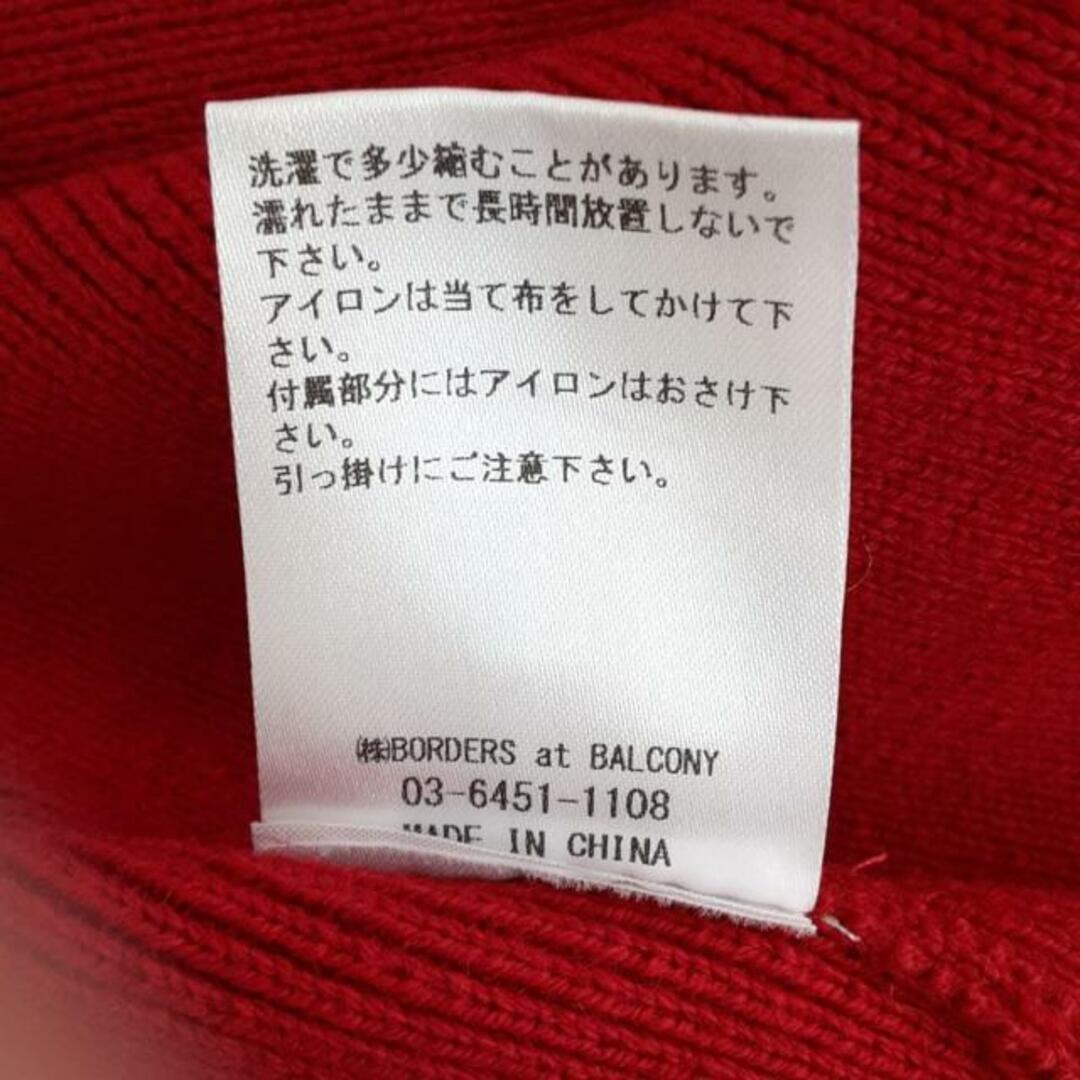 洗濯で多少縮むことがあります。
濡れたままで長時間放置しないで
下さい。
アイロンは当て布をしてかけて下
さい。
付属部分にはアイロンはおさけ下
さい。
引っ掛けにご注意下さい。
㈱BORDERS at BALCONY
03-6451-1108
MADE IN CHINA